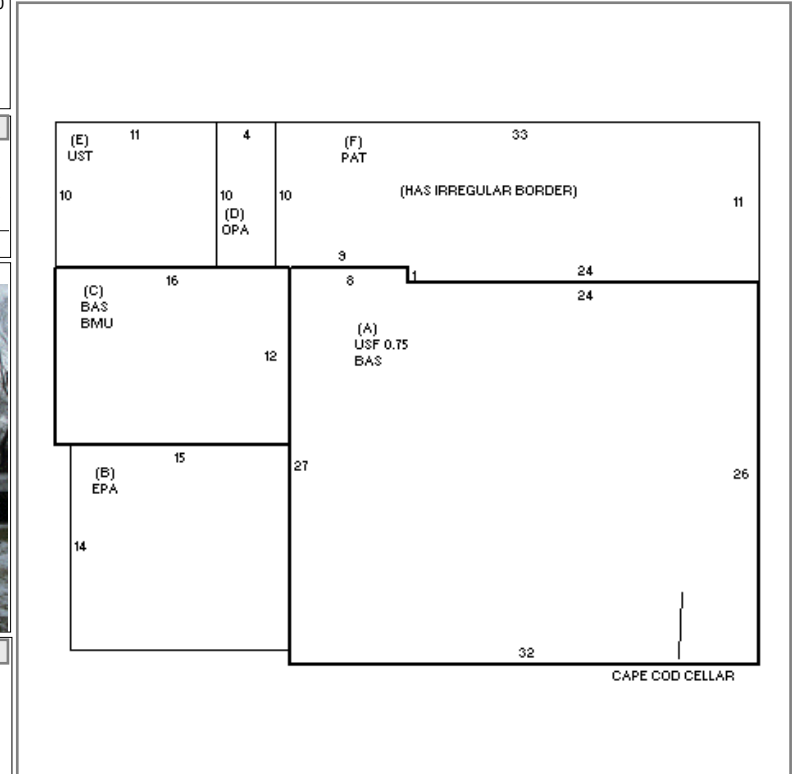 (E)
UST
11
4
(F)
PAT
33
10
10
(D)
OPA
10
(HAS IRREGULAR BORDER)
11
9
16
8
1
24
24
(C)
BAS
BMU
12
(A)
USF 0.75
BAS
15
(B)
EPA
27
26
14
32
CAPE COD CELLAR